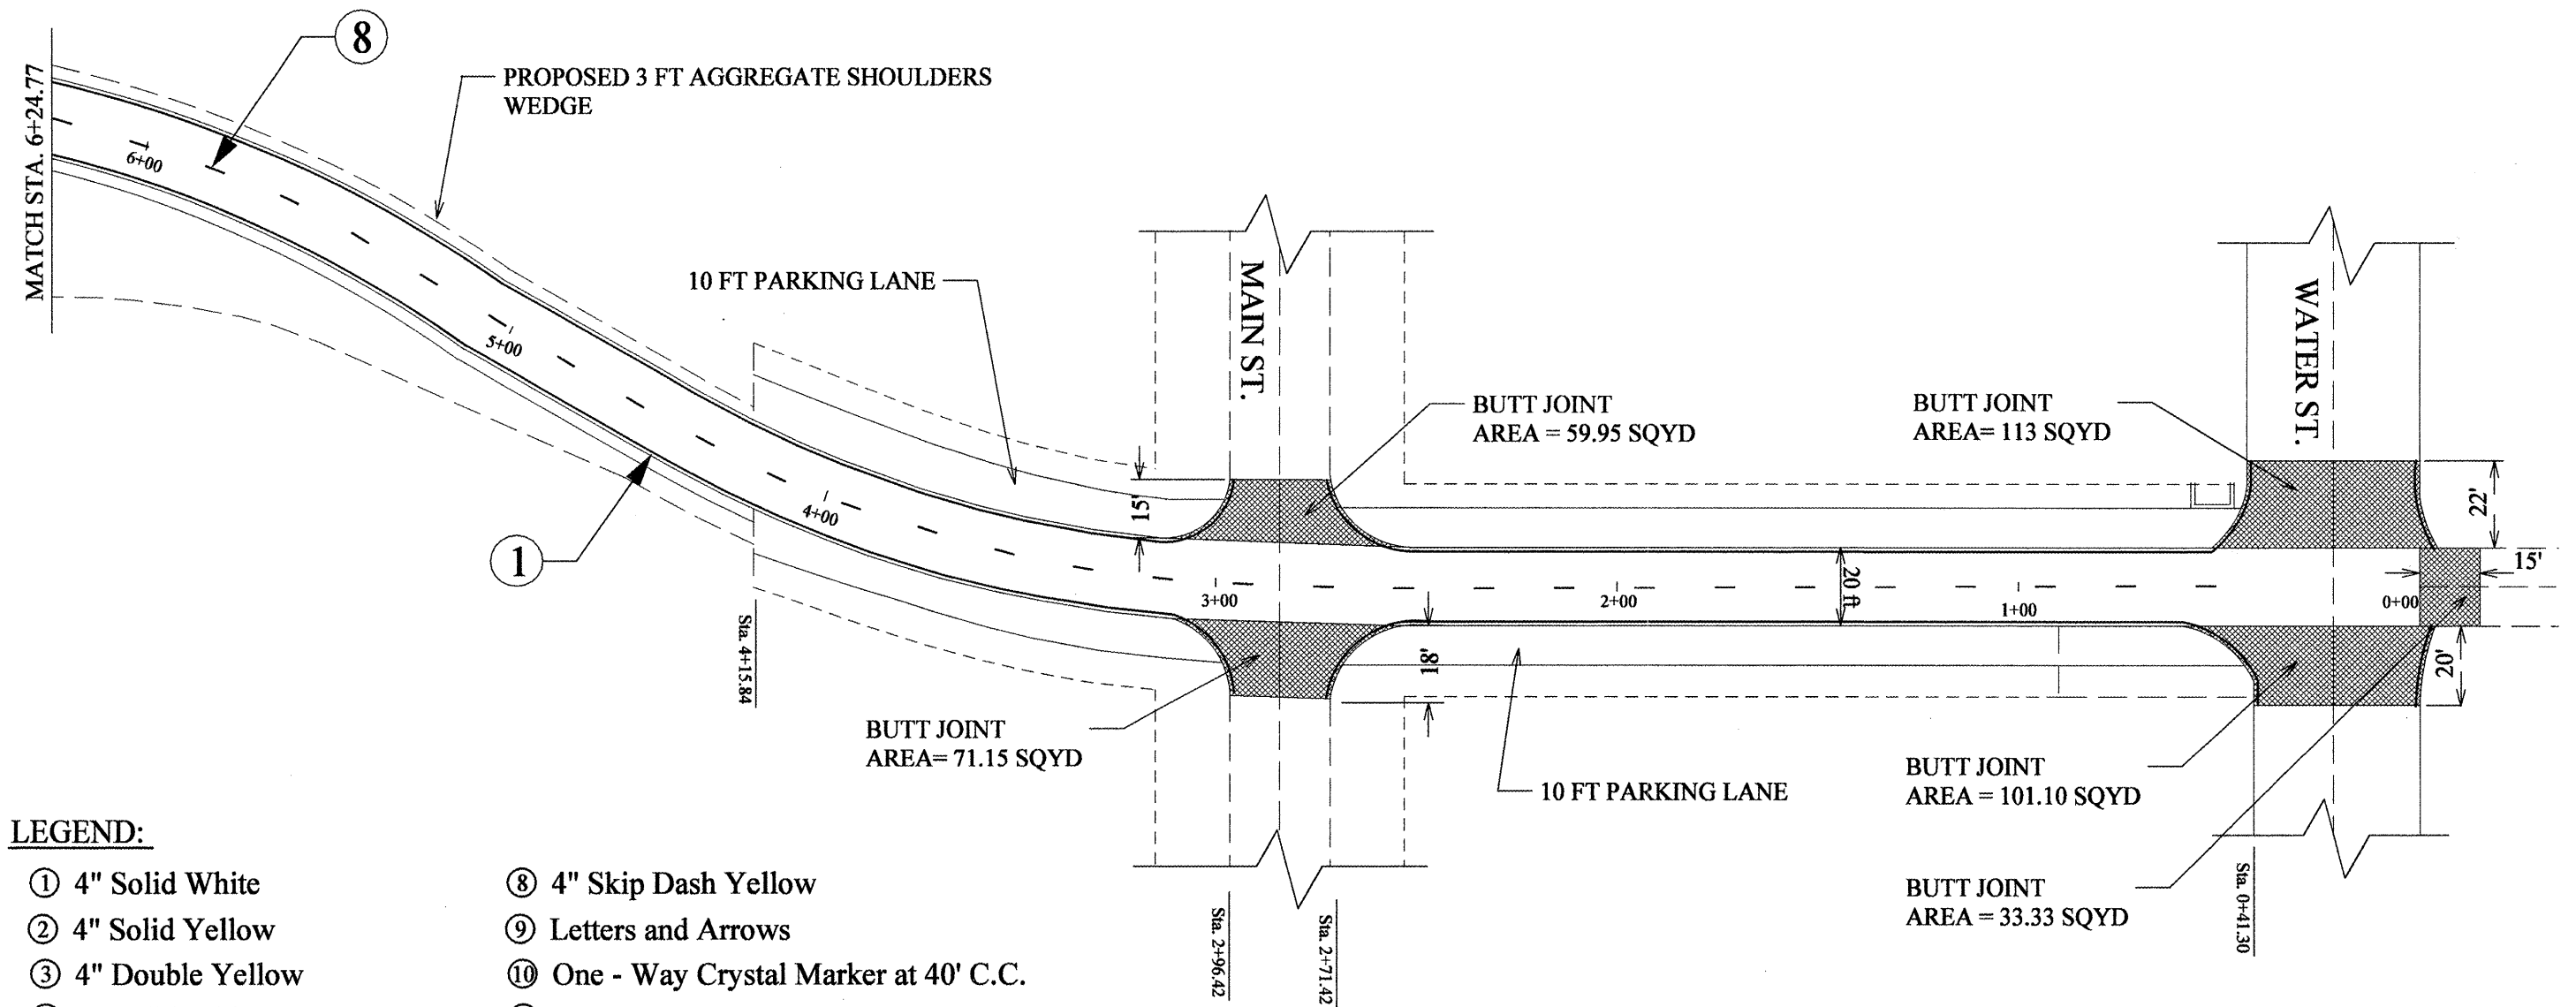 8
PROPOSED 3 FT AGGREGATE SHOULDERS
WEDGE
MATCH STA. 6+24.77
6+00
10 FT PARKING LANE
MAIN ST.
WATER ST.
5+00
BUTT JOINT
AREA = 59.95 SQYD
BUTT JOINT
AREA= 113 SQYD
15'
22'
4+00
1
20 ft
15'
3+00
2+00
1+00
0+00
Sta. 4+15.84
18'
20'
BUTT JOINT
AREA= 71.15 SQYD
10 FT PARKING LANE
BUTT JOINT
AREA = 101.10 SQYD
BUTT JOINT
AREA = 33.33 SQYD
Sta. 2+96.42
Sta. 2+71.42
Sta. 0+41.30
LEGEND:
1 4" Solid White
2 4" Solid Yellow
3 4" Double Yellow
8 4" Skip Dash Yellow
9 Letters and Arrows
10 One - Way Crystal Marker at 40' C.C.